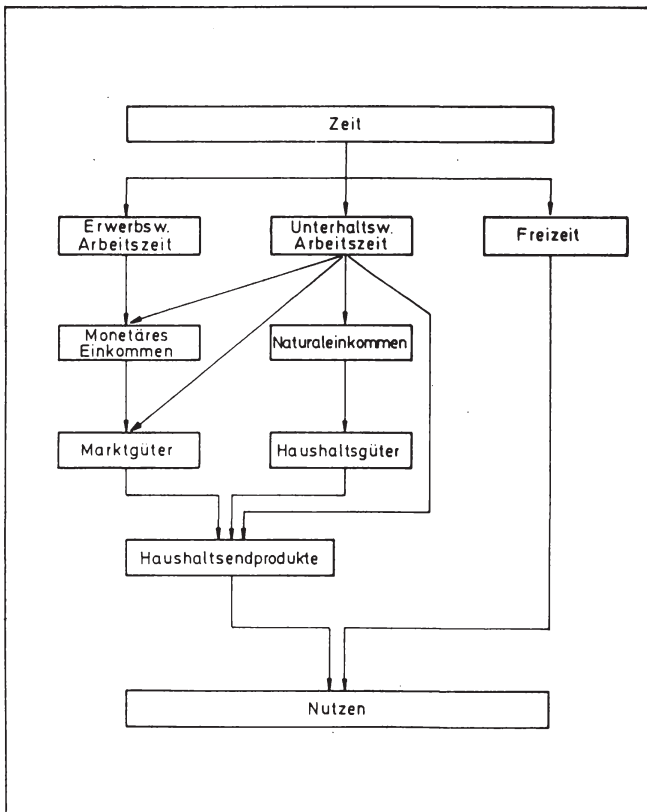 Zeit
Erwerbsw.
Arbeitszeit
Unterhaltsw.
Arbeitszeit
Freizeit
Monetäres
Einkommen
Naturaleinkommen
Marktgüter
Haushaltsgüter
Haushaltsendprodukte
Nutzen